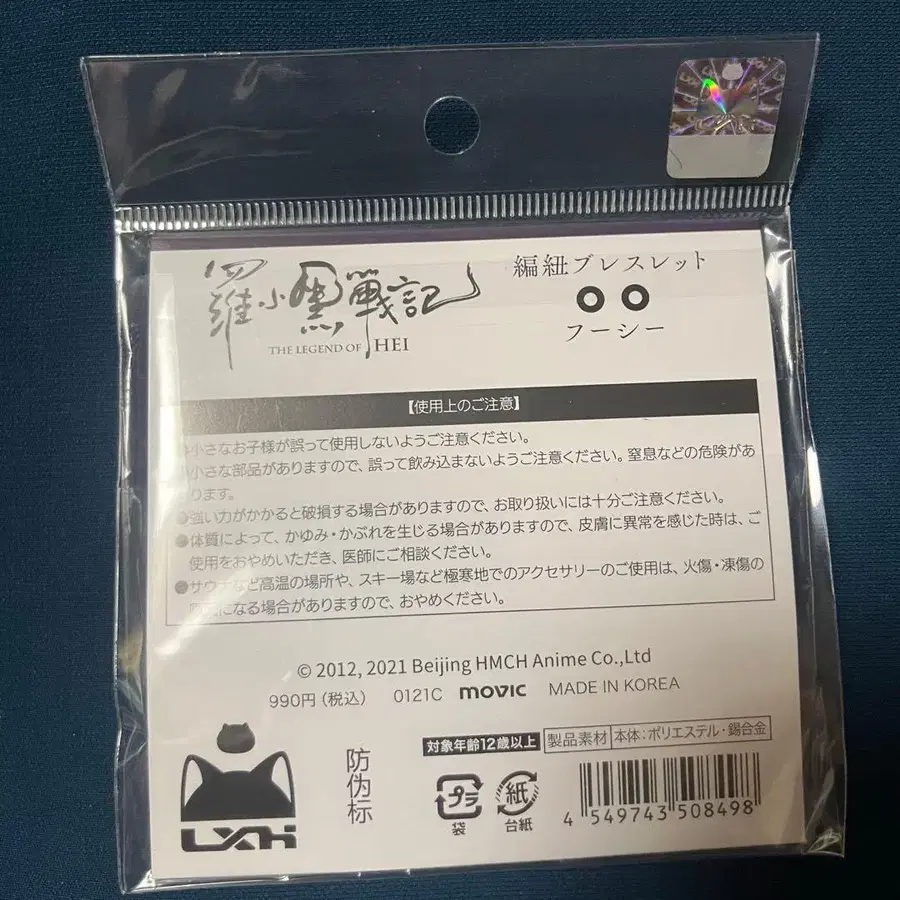 羅小黒戦記
THE LEGEND OF HEI
編紐ブレスレット
フーシー
【使用上のご注意】
小さなお子様が誤って使用しないようご注意ください。
小さな部品がありますので、誤って飲み込まないようご注意ください。窒息などの危険があ
ります。
●強い力がかかると破損する場合がありますので、お取り扱いには十分ご注意ください。
●体質によって、かゆみ・かぶれを生じる場合がありますので、皮膚に異常を感じた時は、ご
使用をおやめいただき、医師にご相談ください。
●サウナなど高温の場所や、スキー場など極寒地でのアクセサリーのご使用は、火傷・凍傷の
原因になる場合がありますので、おやめください。
© 2012, 2021 Beijing HMCH Anime Co.,Ltd
990円（税込） 0121C movic MADE IN KOREA
対象年齢12歳以上 製品素材 本体：ポリエステル・錫合金
防伪标
LXH
プラ
袋
紙
台紙
4 549743 508498